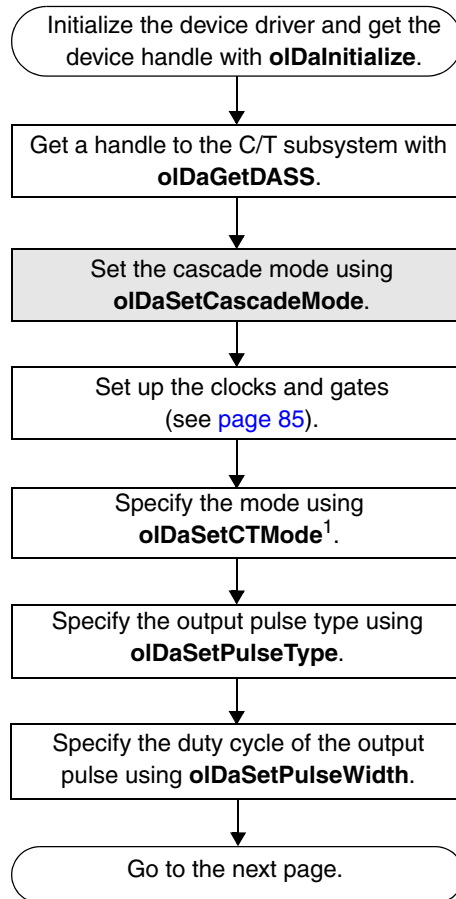 Initialize the device driver and get the
device handle with olDaInitialize.
Get a handle to the C/T subsystem with
olDaGetDASS.
Set the cascade mode using
olDaSetCascadeMode.
Set up the clocks and gates
(see page 85).
Specify the mode using
olDaSetCTMode¹.
Specify the output pulse type using
olDaSetPulseType.
Specify the duty cycle of the output
pulse using olDaSetPulseWidth.
Go to the next page.